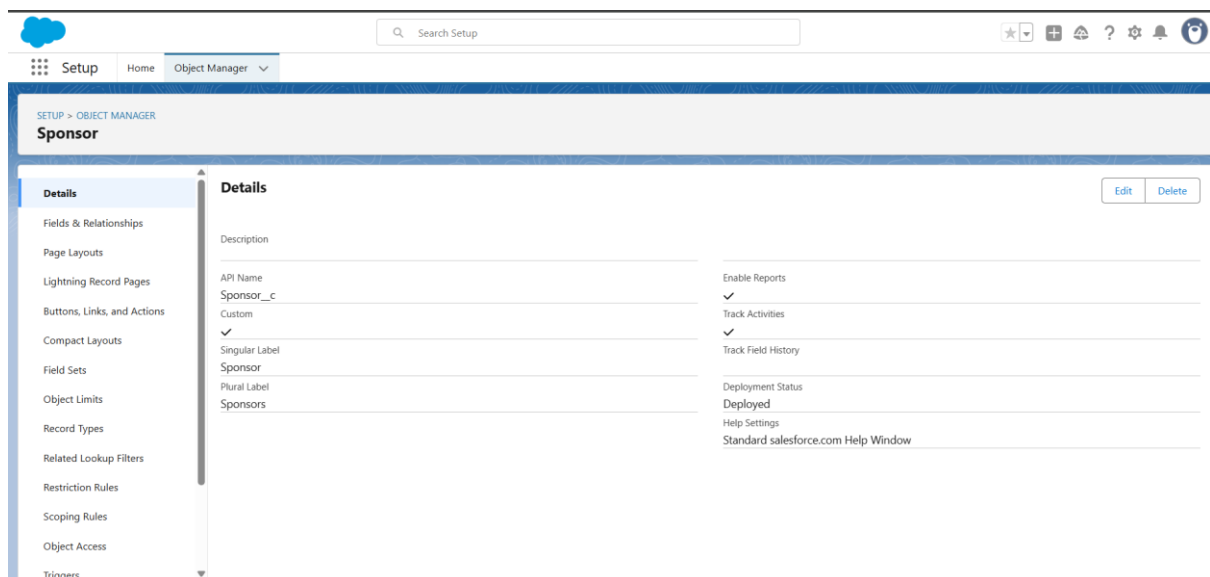 Search Setup
Setup
Home
Object Manager
SETUP > OBJECT MANAGER
Sponsor
Details
Fields & Relationships
Page Layouts
Lightning Record Pages
Buttons, Links, and Actions
Compact Layouts
Field Sets
Object Limits
Record Types
Related Lookup Filters
Restriction Rules
Scoping Rules
Object Access
Triggers
Details
Edit
Delete
Description
API Name
Sponsor__c
Custom
Singular Label
Sponsor
Plural Label
Sponsors
Enable Reports
Track Activities
Track Field History
Deployment Status
Deployed
Help Settings
Standard salesforce.com Help Window